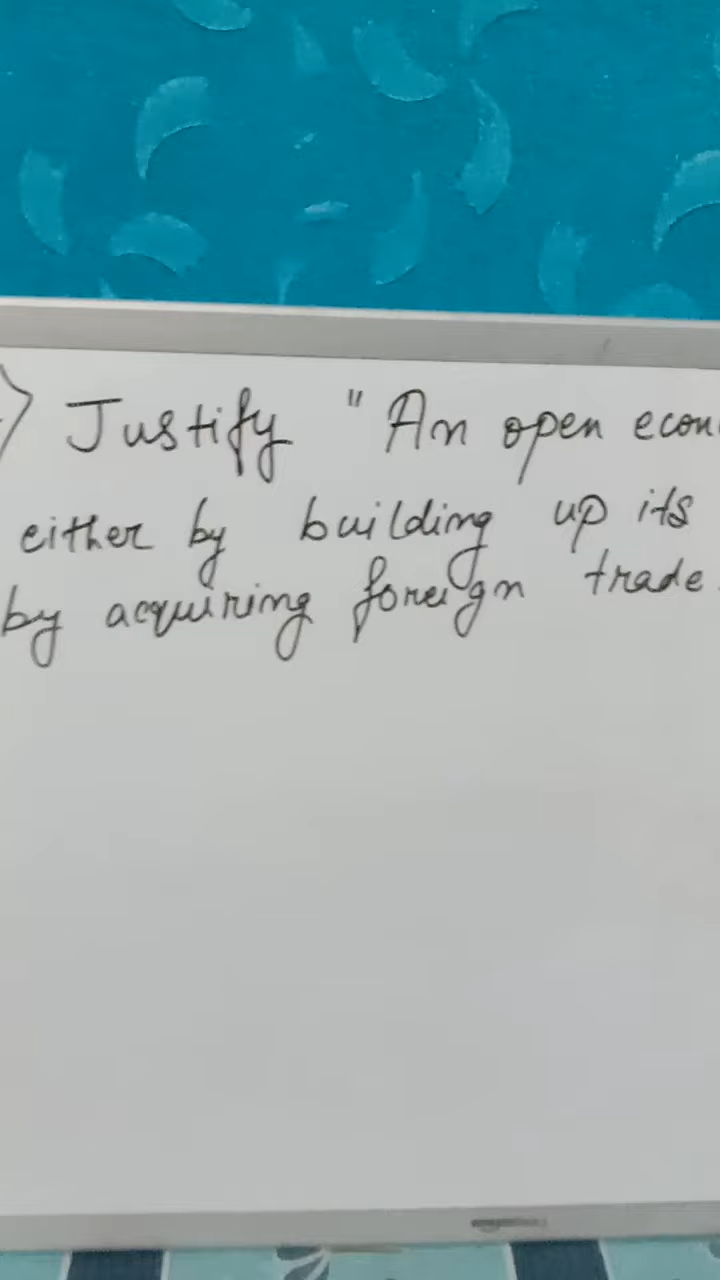 Justify "An open econ
either by building up its
by acquiring foreign trade.